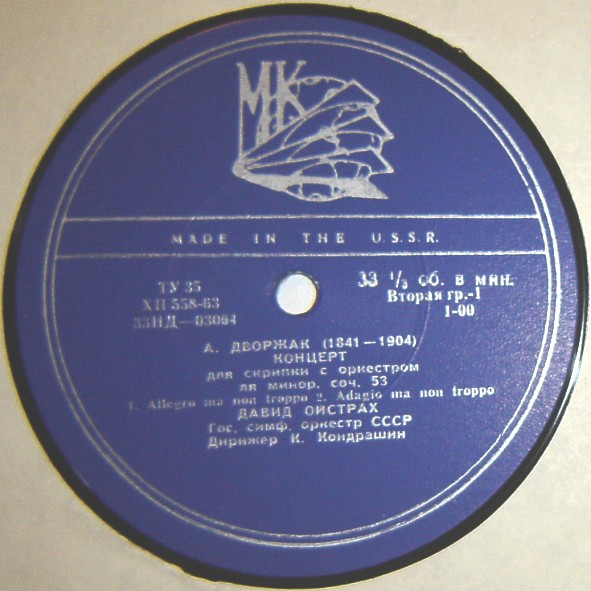 МК
MADE IN THE U.S.S.R.
ТУ 35
ХП 558-63
33НД—03094
33 1/3 об. в мин.
Вторая гр.-1
1-00
А. ДВОРЖАК (1841—1904)
КОНЦЕРТ
для скрипки с оркестром
ля минор, соч. 53
1. Allegro ma non troppo 2. Adagio ma non troppo
ДАВИД ОЙСТРАХ
Гос. симф. оркестр СССР
Дирижер К. Кондрашин